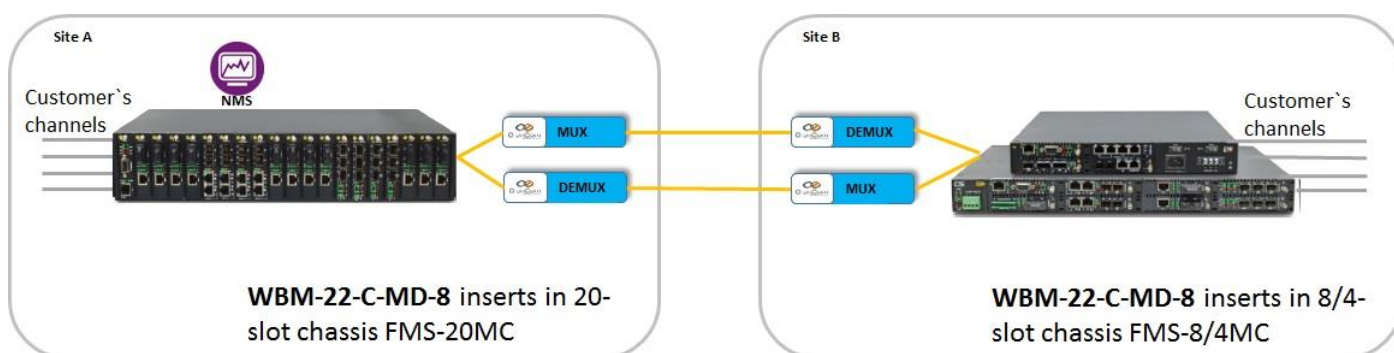 Site A
Site B
Customer`s
channels
NMS
MUX
DEMUX
DEMUX
MUX
Customer`s
channels
WBM-22-C-MD-8 inserts in 20-
slot chassis FMS-20MC
WBM-22-C-MD-8 inserts in 8/4-
slot chassis FMS-8/4MC